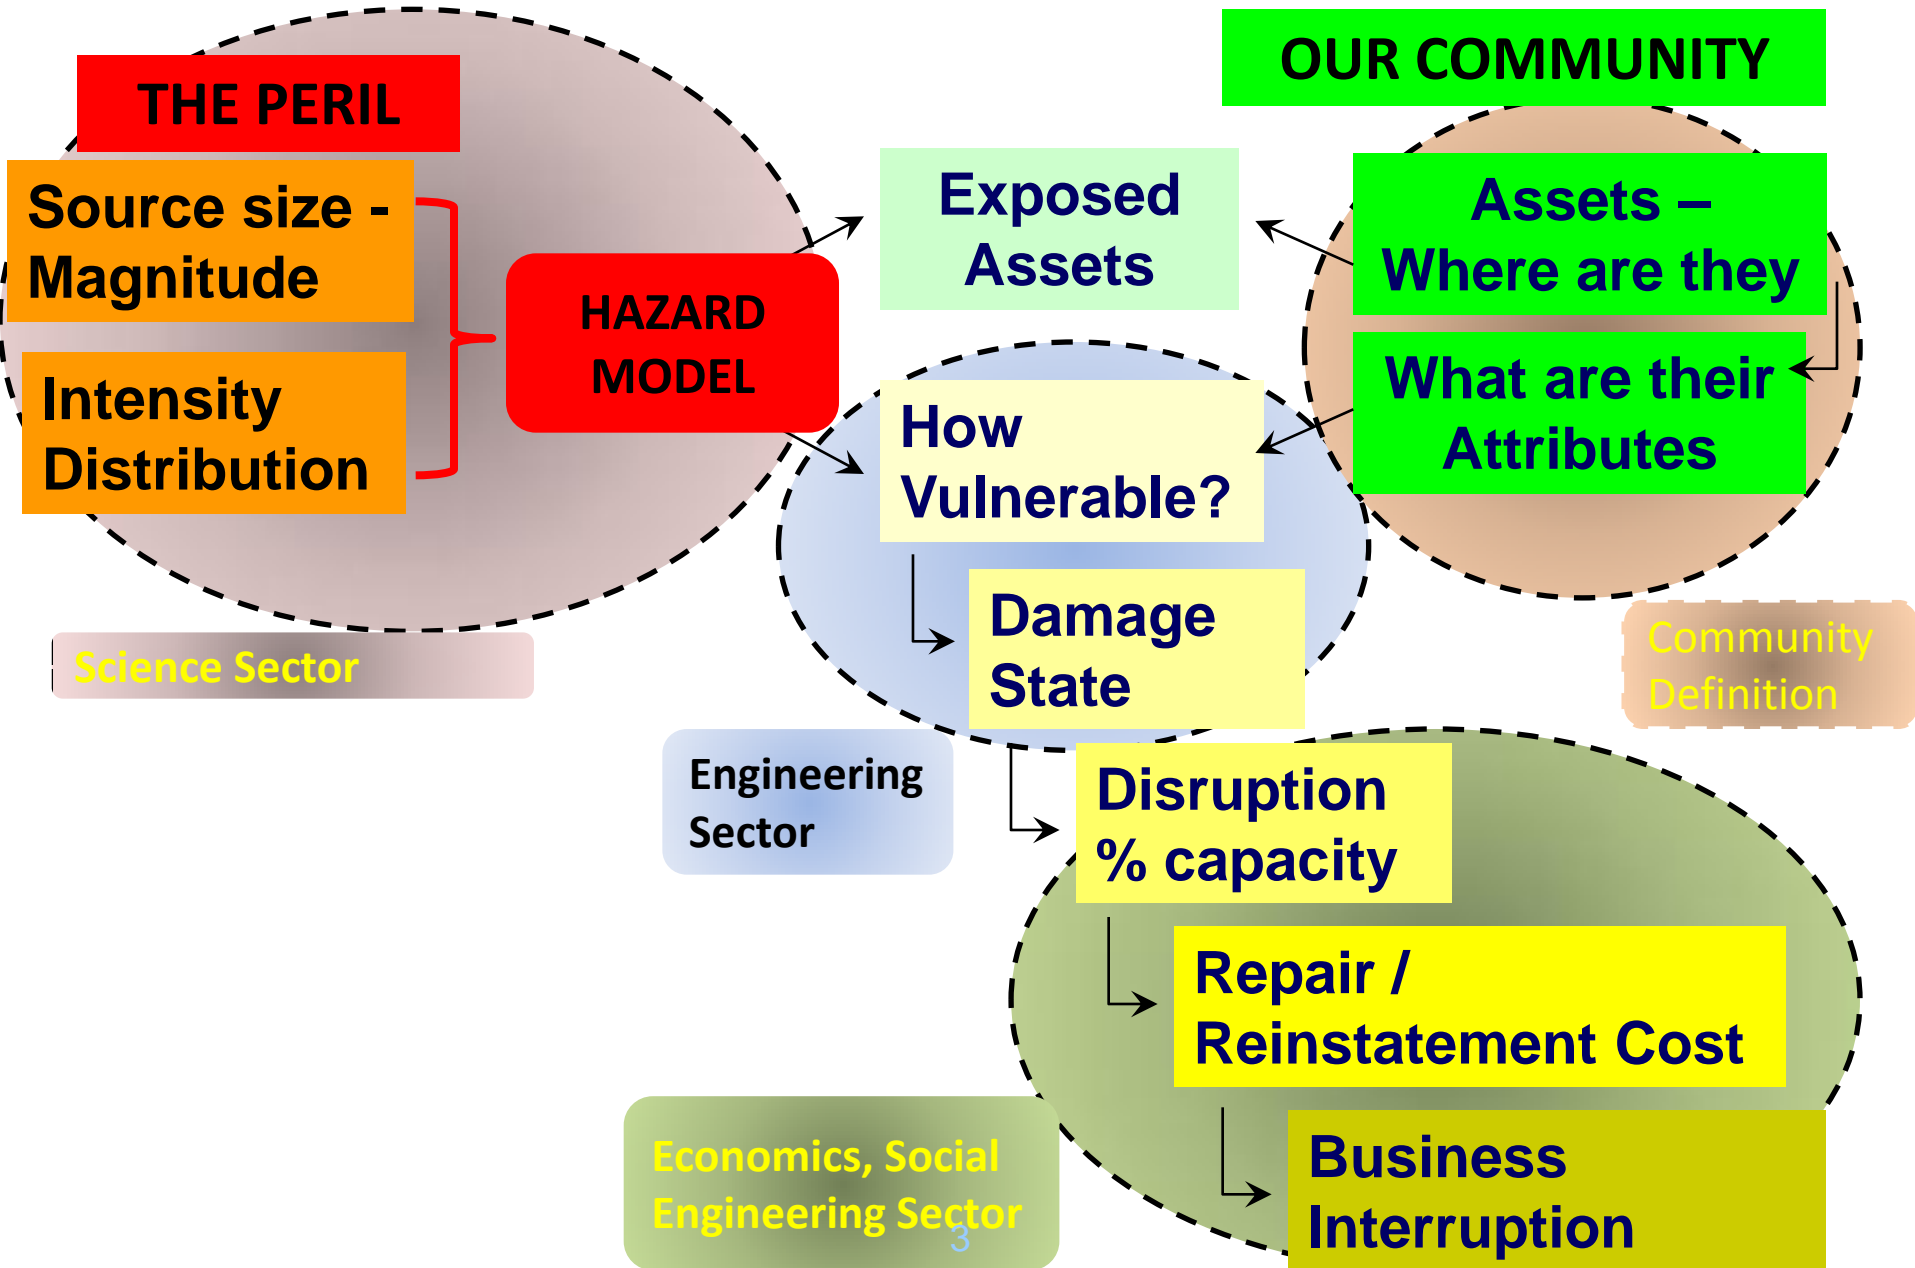 THE PERIL
Source size -
Magnitude
Intensity
Distribution
HAZARD
MODEL
Science Sector
OUR COMMUNITY
Exposed
Assets
Assets –
Where are they
What are their
Attributes
How
Vulnerable?
Damage
State
Community
Definition
Engineering
Sector
Disruption
% capacity
Repair /
Reinstatement Cost
Business
Interruption
Economics, Social
Engineering Sector
3